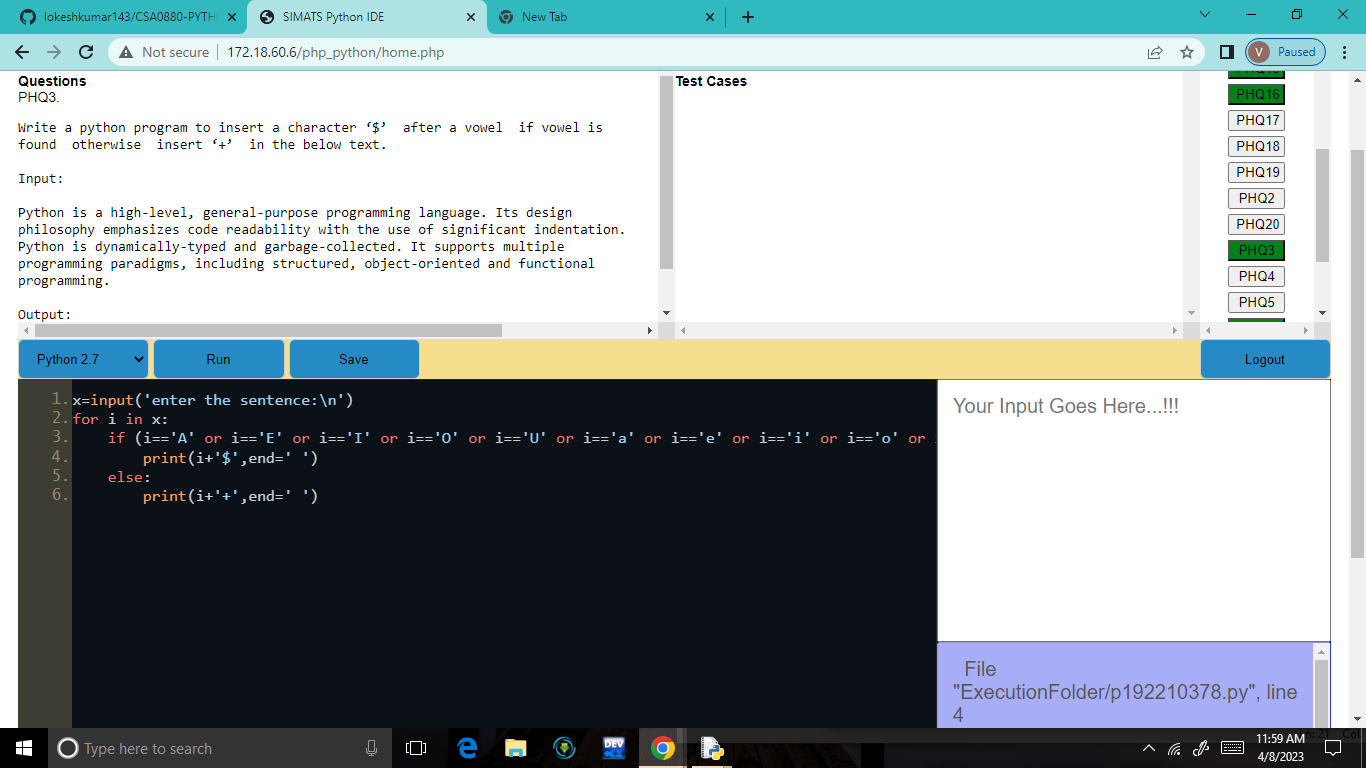 lokeshkumar143/CSA0880-PYTH
SIMATS Python IDE
New Tab
Not secure
172.18.60.6/php_python/home.php
V
Paused
Questions
PHQ3.
Write a python program to insert a character ‘$’  after a vowel  if vowel is
found  otherwise  insert ‘+’  in the below text.
Input:
Python is a high-level, general-purpose programming language. Its design
philosophy emphasizes code readability with the use of significant indentation.
Python is dynamically-typed and garbage-collected. It supports multiple
programming paradigms, including structured, object-oriented and functional
programming.
Output:
Test Cases
PHQ16
PHQ17
PHQ18
PHQ19
PHQ2
PHQ20
PHQ3
PHQ4
PHQ5
Python 2.7
Run
Save
Logout
1. x=input('enter the sentence:\n')
2. for i in x:
3.     if (i=='A' or i=='E' or i=='I' or i=='O' or i=='U' or i=='a' or i=='e' or i=='i' or i=='o' or
4.         print(i+'$',end=' ')
5.     else:
6.         print(i+'+',end=' ')
Your Input Goes Here...!!!
File
"ExecutionFolder/p192210378.py", line
4
Type here to search
DEV
11:59 AM
4/8/2023